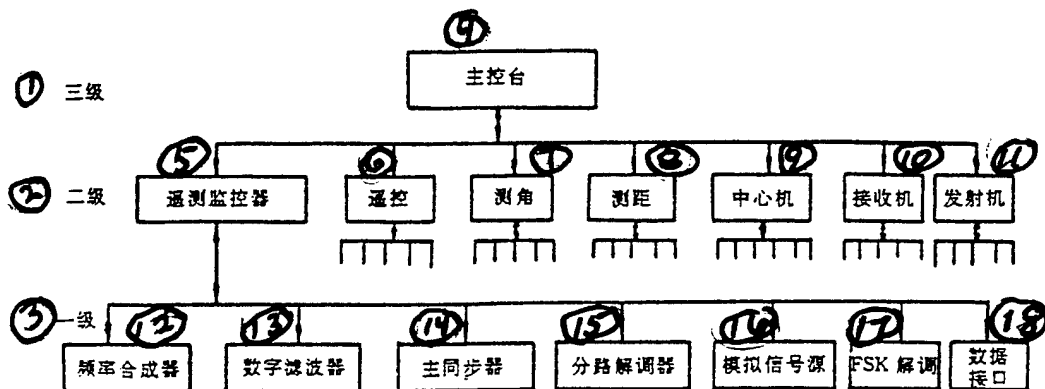 ④
主控台
① 三级
⑤ ⑥ ⑦ ⑧ ⑨ ⑩ ⑪
② 二级
遥测监控器 遥控 测角 测距 中心机 接收机 发射机
③ 一级
⑫ ⑬ ⑭ ⑮ ⑯ ⑰ ⑱
频率合成器 数字滤波器 主同步器 分路解调器 模拟信号源 FSK 解调 数据
接口